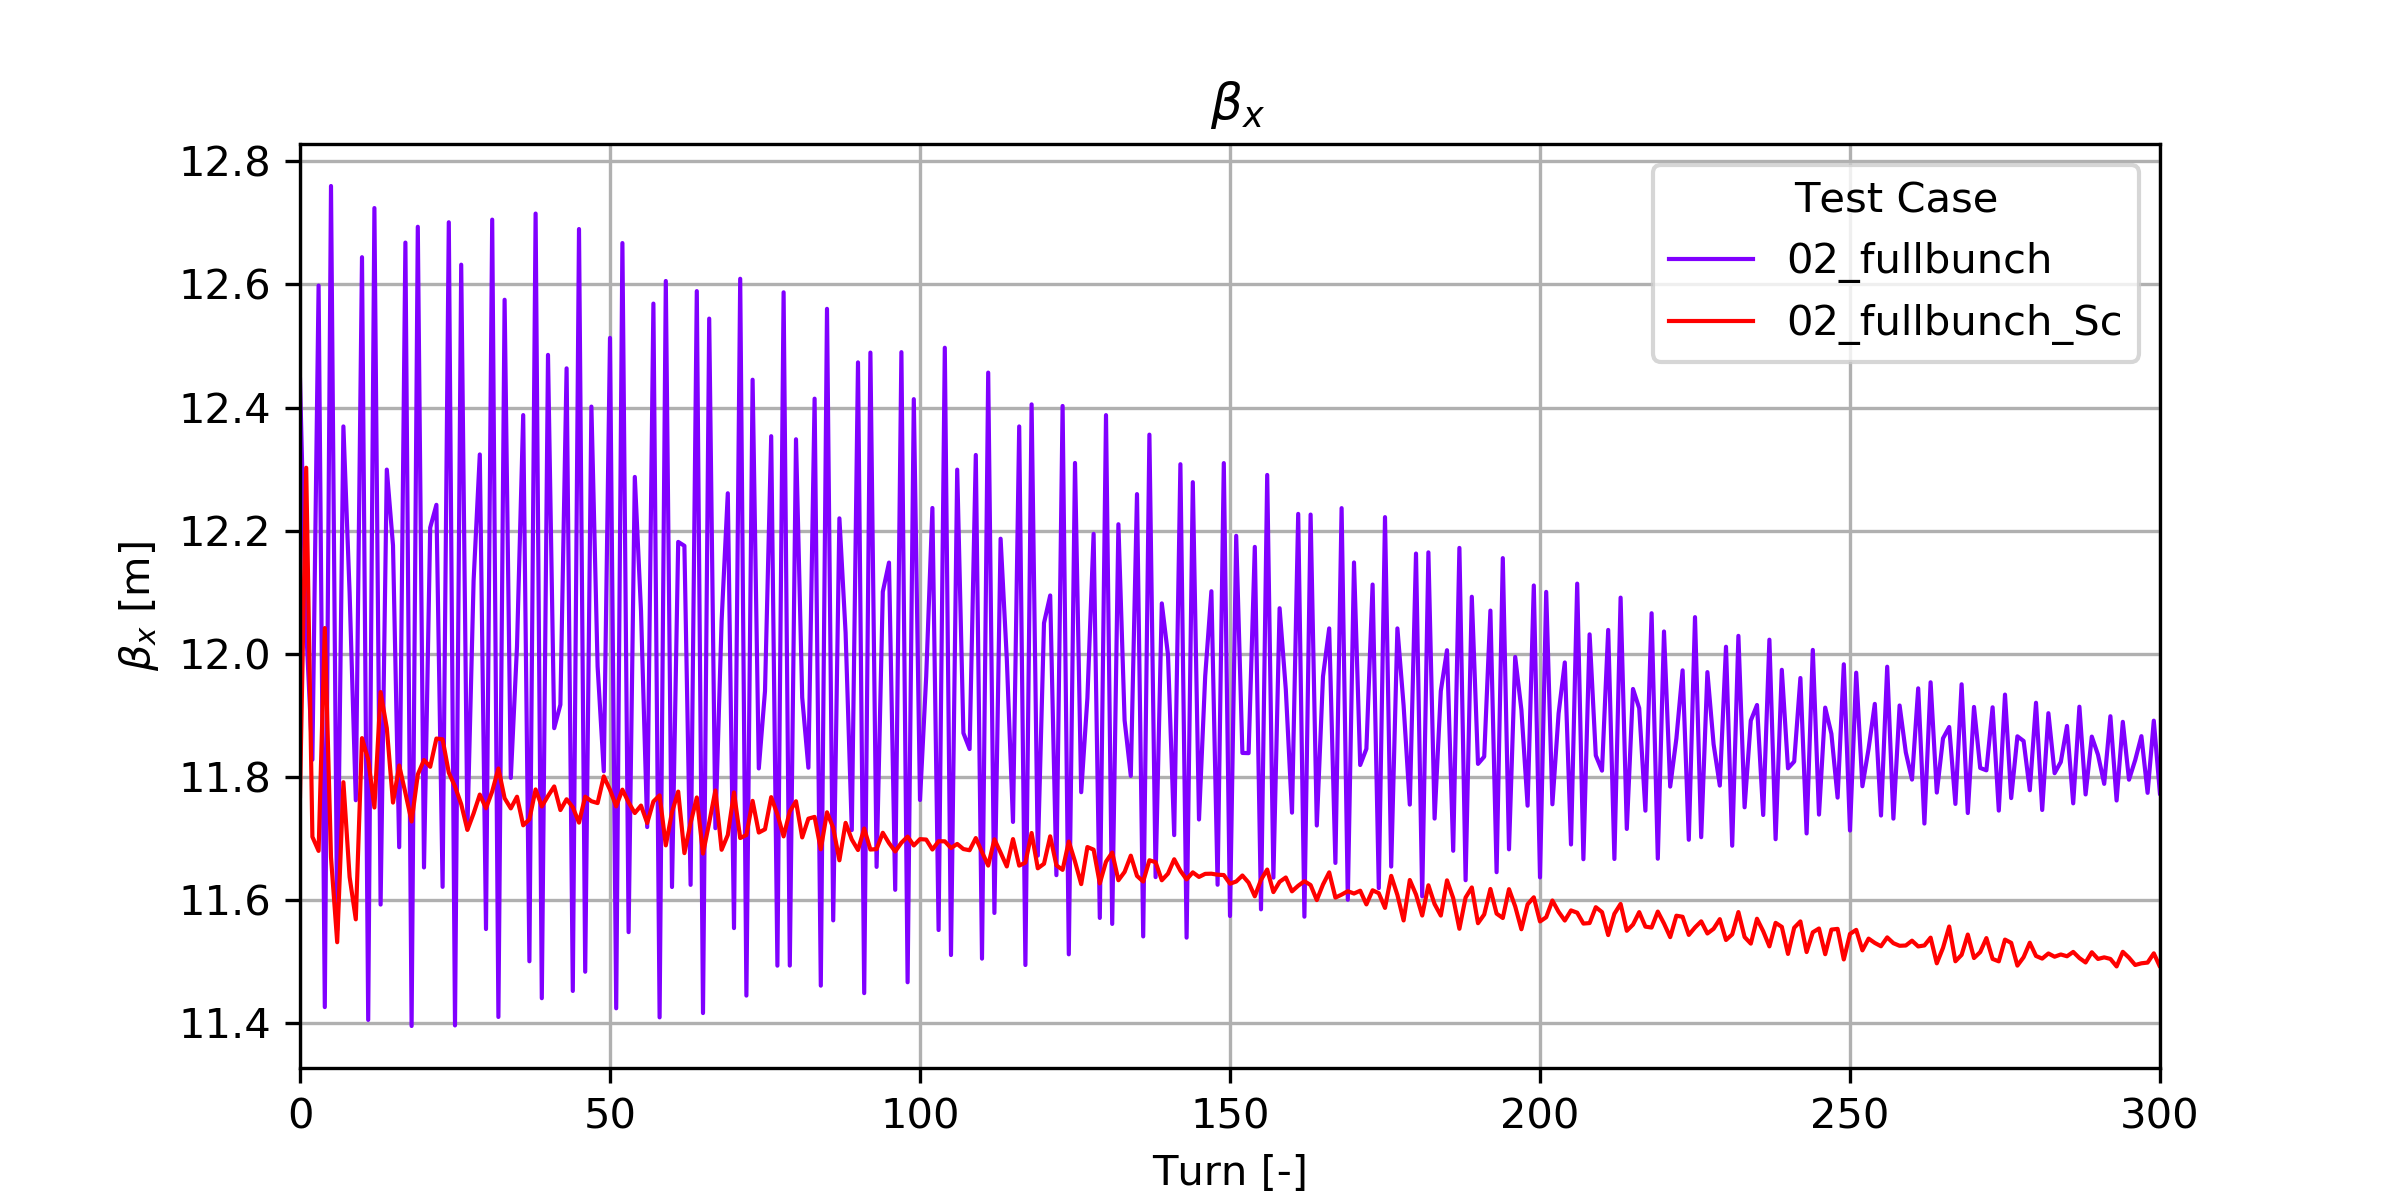 βx
12.8
12.6
12.4
12.2
12.0
11.8
11.6
11.4
βx [m]
Test Case
02_fullbunch
02_fullbunch_Sc
0 50 100 150 200 250 300
Turn [-]